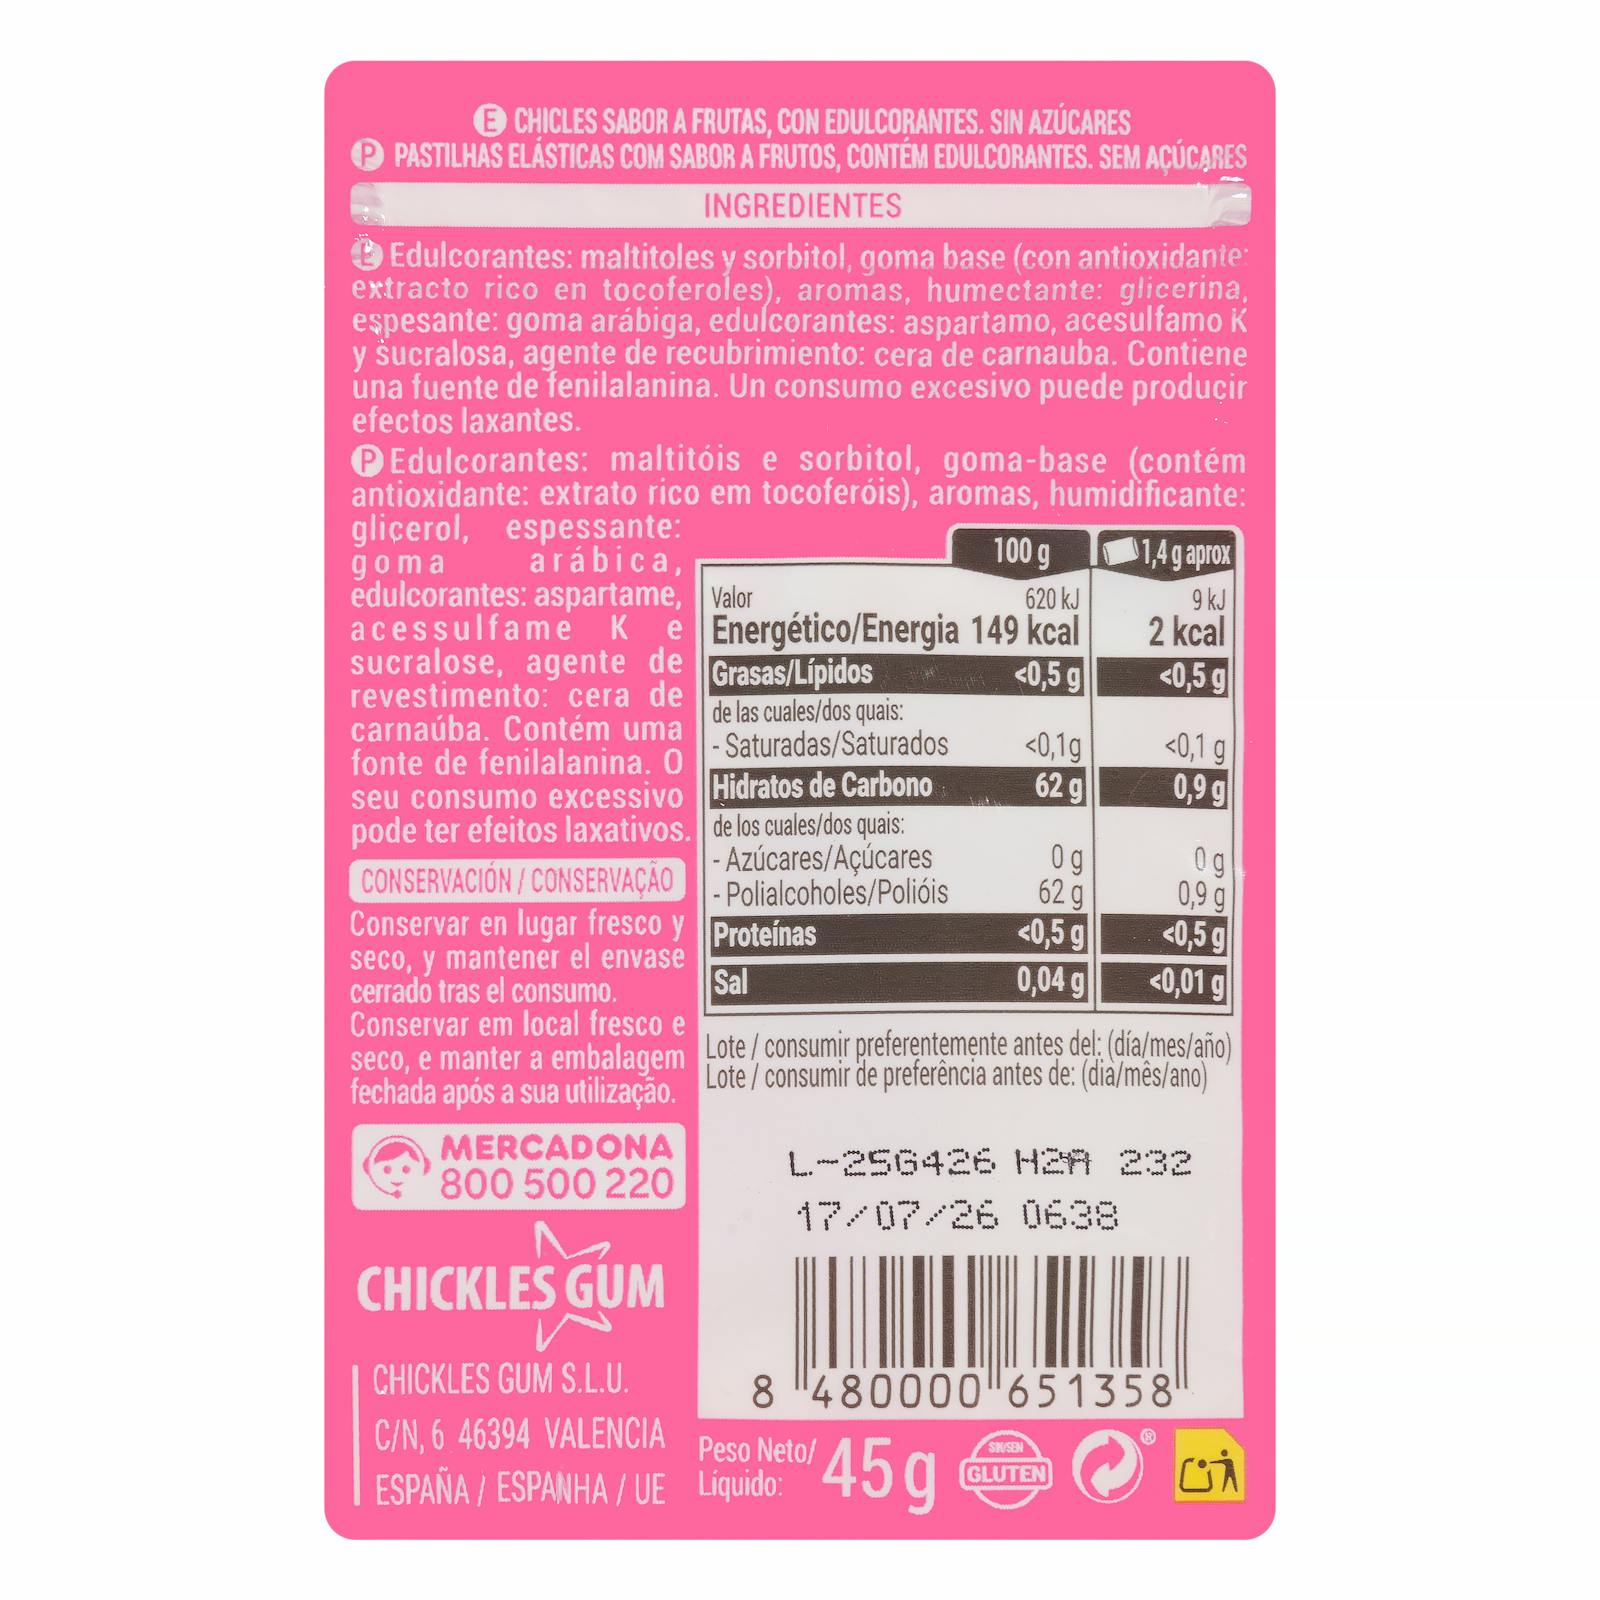 E CHICLES SABOR A FRUTAS, CON EDULCORANTES. SIN AZÚCARES
P PASTILHAS ELÁSTICAS COM SABOR A FRUTOS, CONTÉM EDULCORANTES. SEM AÇÚCARES
INGREDIENTES
E Edulcorantes: maltitoles y sorbitol, goma base (con antioxidante:
extracto rico en tocoferoles), aromas, humectante: glicerina,
espesante: goma arábiga, edulcorantes: aspartamo, acesulfamo K
y sucralosa, agente de recubrimiento: cera de carnauba. Contiene
una fuente de fenilalanina. Un consumo excesivo puede producir
efectos laxantes.
P Edulcorantes: maltitóis e sorbitol, goma-base (contém
antioxidante: extrato rico em tocoferóis), aromas, humidificante:
glicerol, espessante:
goma arábica,
edulcorantes: aspartame,
acessulfame K e
sucralose, agente de
revestimento: cera de
carnaúba. Contém uma
fonte de fenilalanina. O
seu consumo excessivo
pode ter efeitos laxativos.
100 g 1,4 g aprox
Valor 620 kJ 9 kJ
Energético/Energia 149 kcal 2 kcal
Grasas/Lípidos <0,5 g <0,5 g
de las cuales/dos quais:
- Saturadas/Saturados <0,1g <0,1 g
Hidratos de Carbono 62 g 0,9 g
de los cuales/dos quais:
- Azúcares/Açúcares 0 g 0 g
- Polialcoholes/Polióis 62 g 0,9 g
Proteínas <0,5 g <0,5 g
Sal 0,04 g <0,01 g
CONSERVACIÓN / CONSERVAÇÃO
Conservar en lugar fresco y
seco, y mantener el envase
cerrado tras el consumo.
Conservar em local fresco e
seco, e manter a embalagem
fechada após a sua utilização.
Lote / consumir preferentemente antes del: (día/mes/año)
Lote / consumir de preferência antes de: (dia/mês/ano)
L-25G426 H2A 232
17/07/26 0638
MERCADONA
800 500 220
CHICKLES GUM
CHICKLES GUM S.L.U.
C/N, 6 46394 VALENCIA
ESPAÑA / ESPANHA / UE
8 480000 651358
Peso Neto/
Líquido: 45 g
SIN/SEN
GLUTEN
®